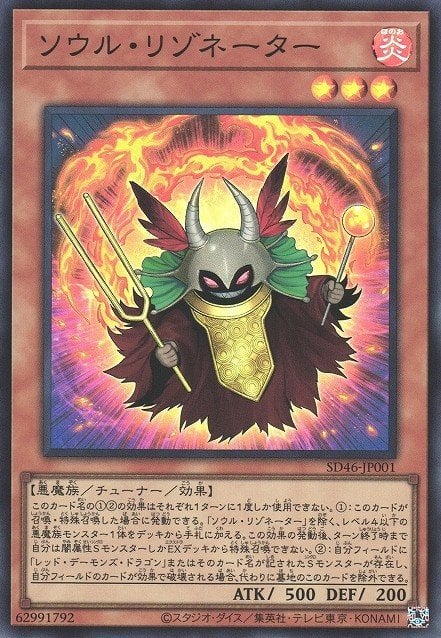 ソウル・リゾネーター
炎
SD46-JP001
【悪魔族／チューナー／効果】
このカード名の①②の効果はそれぞれ1ターンに1度しか使用できない。①：このカードが
召喚・特殊召喚した場合に発動できる。「ソウル・リゾネーター」を除く、レベル４以下の
悪魔族モンスター1体をデッキから手札に加える。この効果の発動後、ターン終了時まで
自分は闇属性ＳモンスターしかＥＸデッキから特殊召喚できない。②：自分フィールドに
「レッド・デーモンズ・ドラゴン」またはそのカード名が記されたＳモンスターが存在し、
自分フィールドのカードが効果で破壊される場合、代わりに墓地のこのカードを除外できる。
ATK/ 500 DEF/ 200
62991792
©スタジオ・ダイス／集英社・テレビ東京・KONAMI